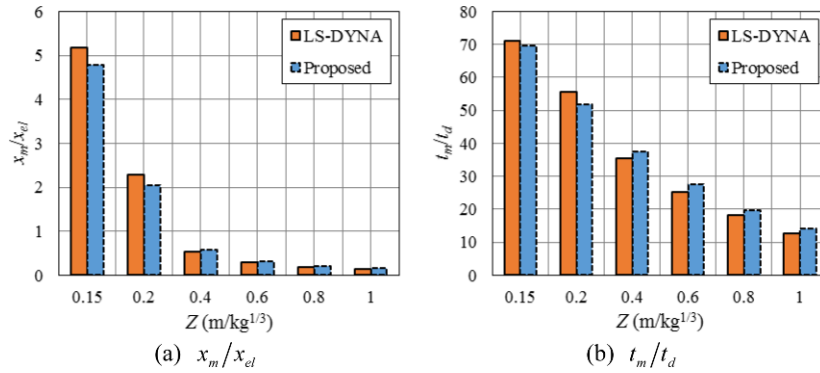 6
5
4
3
2
1
0
x_m/x_el
LS-DYNA
Proposed
0.15 0.2 0.4 0.6 0.8 1
Z (m/kg^{1/3})
(a) x_m/x_el
80
70
60
50
40
30
20
10
0
t_m/t_d
LS-DYNA
Proposed
0.15 0.2 0.4 0.6 0.8 1
Z (m/kg^{1/3})
(b) t_m/t_d